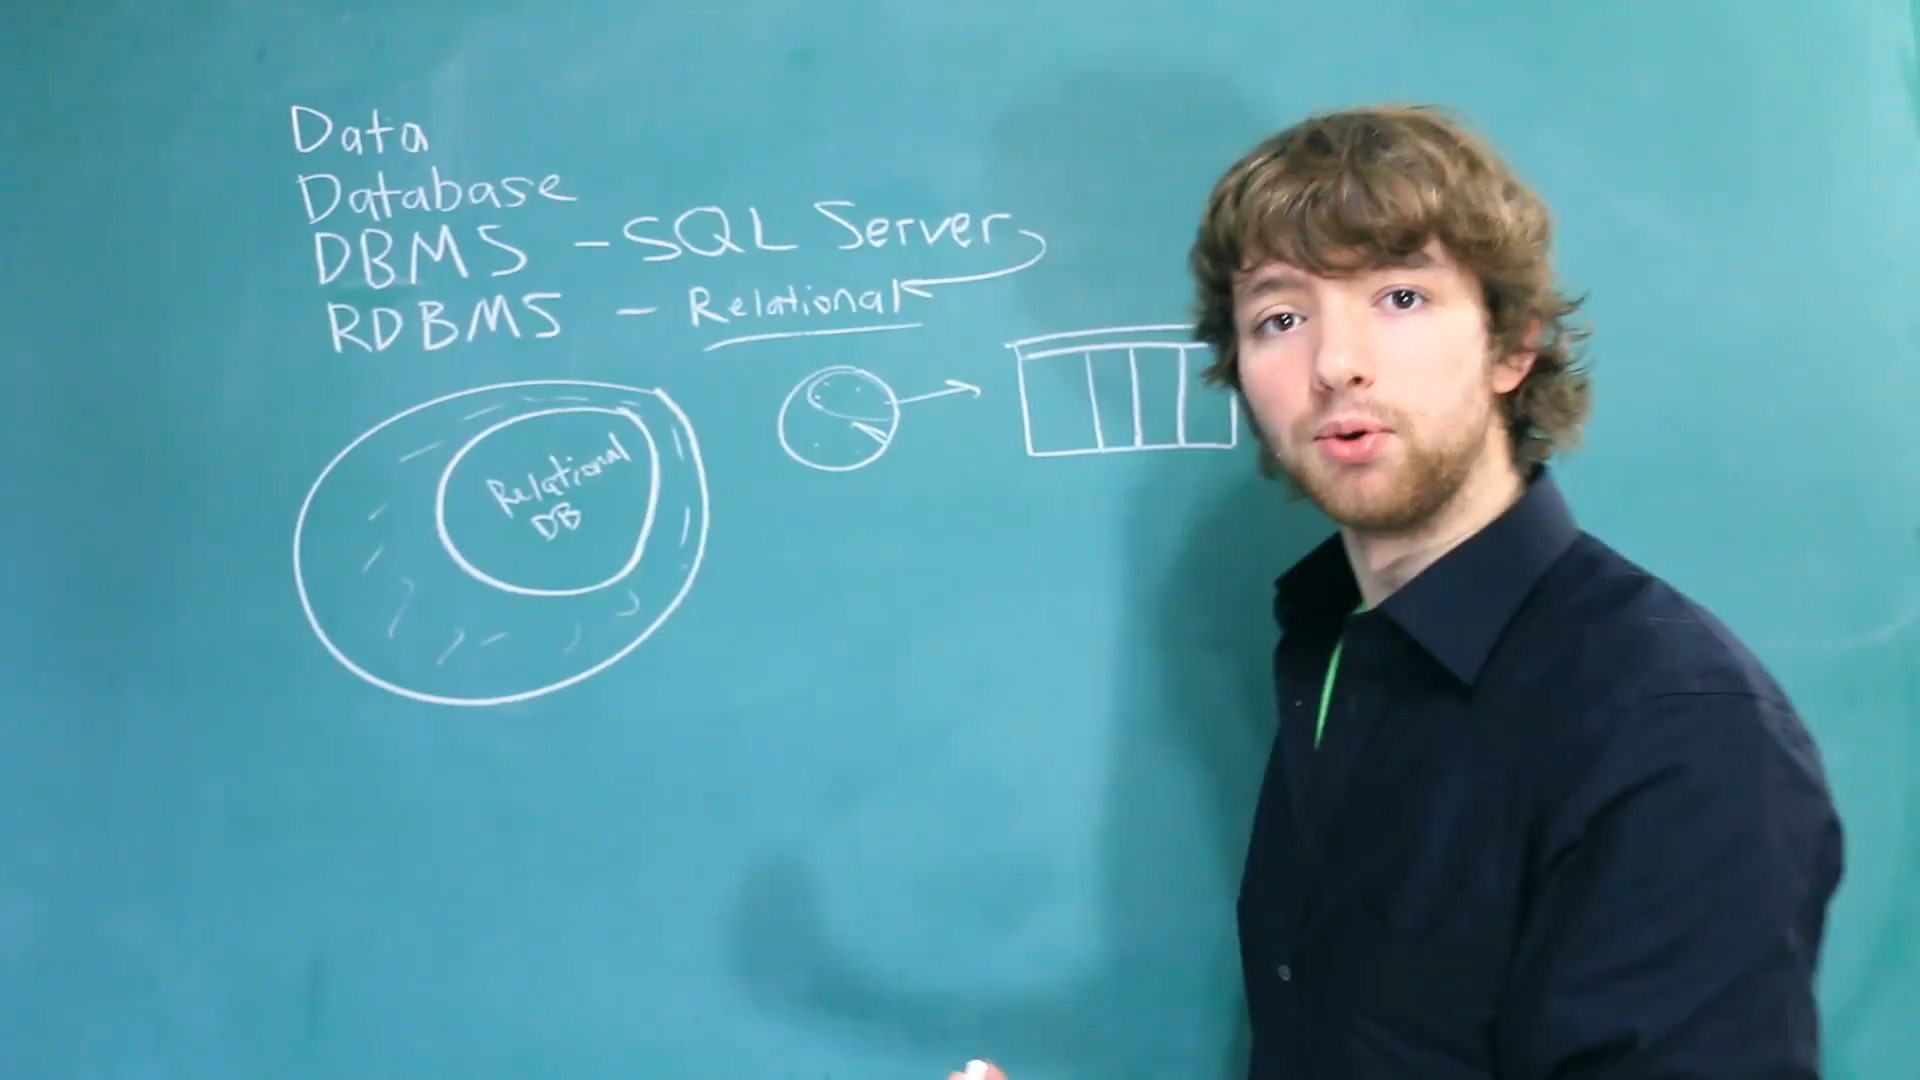 Data
Database
DBMS - SQL Server
RDBMS - Relational
Relational
DB